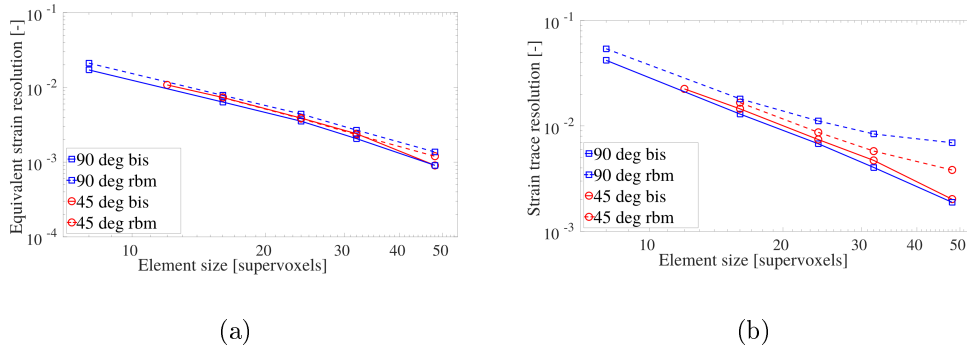 Equivalent strain resolution [-]
10^-1
10^-2
10^-3
10^-4
90 deg bis
90 deg rbm
45 deg bis
45 deg rbm
10 20 30 40 50
Element size [supervoxels]
(a)
Strain trace resolution [-]
10^-1
10^-2
10^-3
90 deg bis
90 deg rbm
45 deg bis
45 deg rbm
10 20 30 40 50
Element size [supervoxels]
(b)